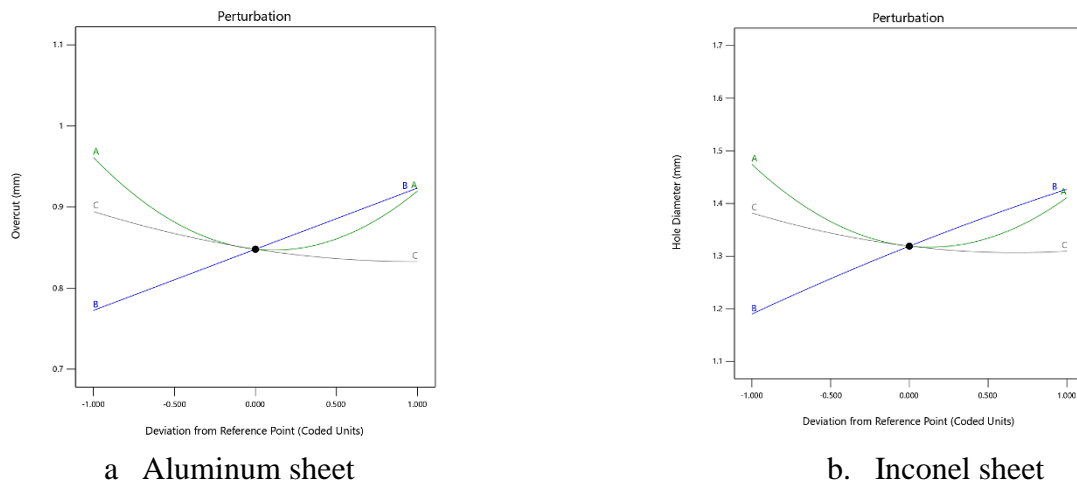 Perturbation
1.1
1
0.9
0.8
0.7
Overcut (mm)
A
C
B
B A
C
-1.000 -0.500 0.000 0.500 1.000
Deviation from Reference Point (Coded Units)
a Aluminum sheet
Perturbation
1.7
1.6
1.5
1.4
1.3
1.2
1.1
Hole Diameter (mm)
A
C
B
B
A
C
-1.000 -0.500 0.000 0.500 1.000
Deviation from Reference Point (Coded Units)
b. Inconel sheet